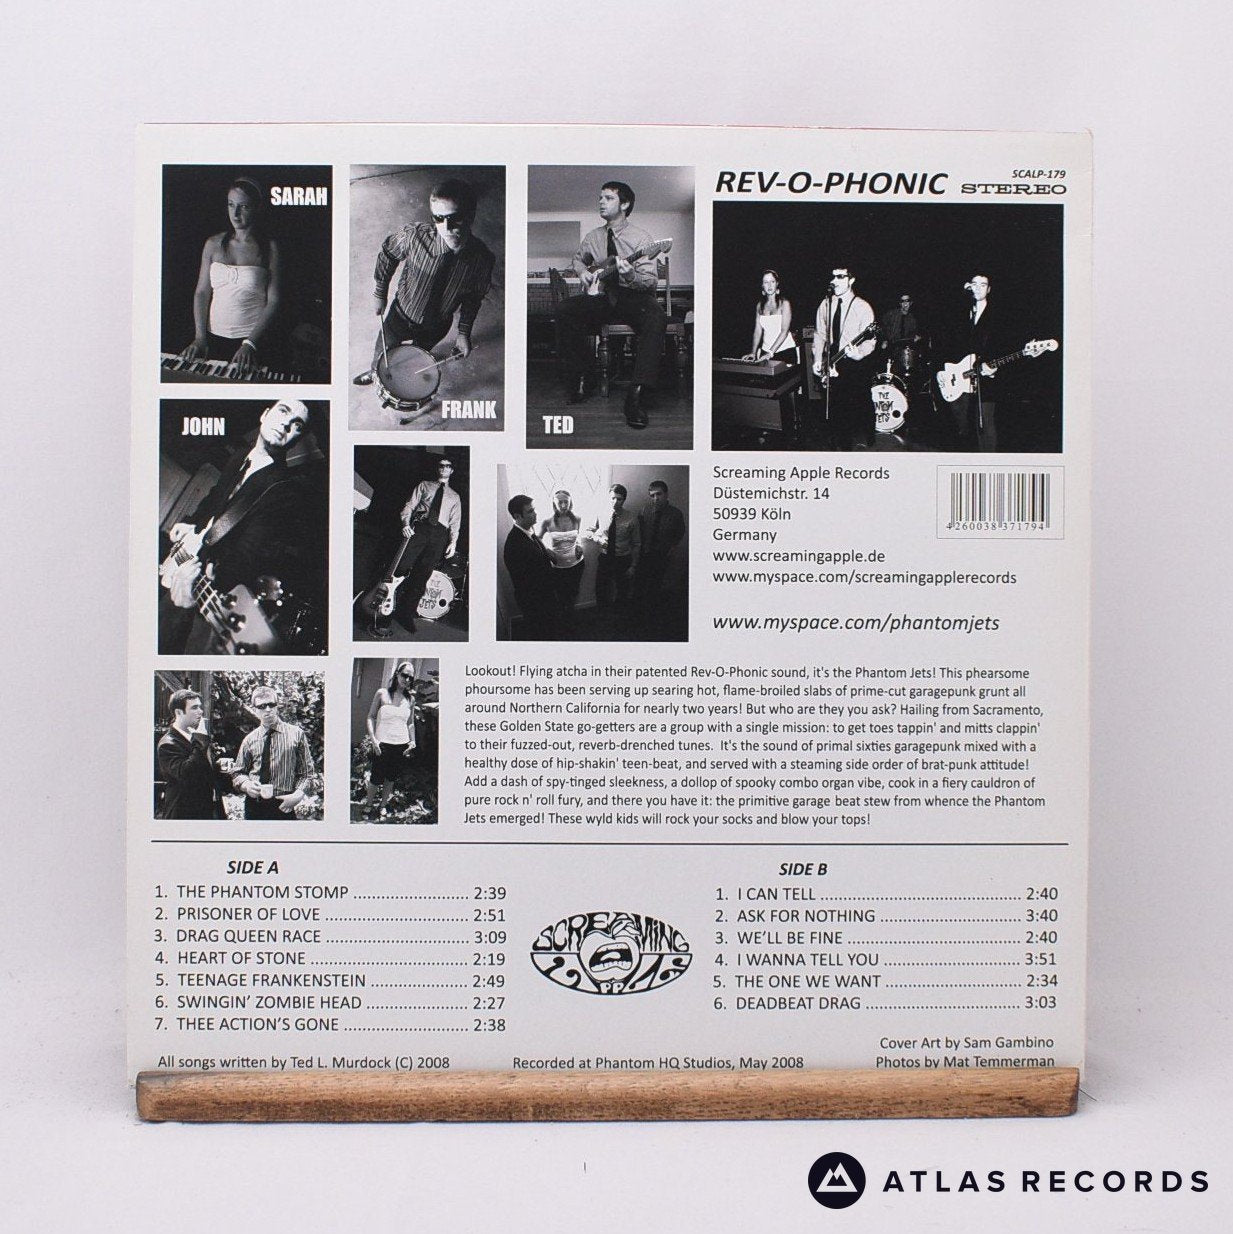 SARAH
FRANK
TED
JOHN
REV-O-PHONIC
SCALP-179
STEREO
THE
PHANTOM
JETS
Screaming Apple Records
Düstemichstr. 14
50939 Köln
Germany
www.screamingapple.de
www.myspace.com/screamingapplerecords
4 260038 371794
www.myspace.com/phantomjets
Lookout! Flying atcha in their patented Rev-O-Phonic sound, it's the Phantom Jets! This phearsome
phoursome has been serving up searing hot, flame-broiled slabs of prime-cut garagepunk grunt all
around Northern California for nearly two years! But who are they you ask? Hailing from Sacramento,
these Golden State go-getters are a group with a single mission: to get toes tappin' and mitts clappin'
to their fuzzed-out, reverb-drenched tunes. It's the sound of primal sixties garagepunk mixed with a
healthy dose of hip-shakin' teen-beat, and served with a steaming side order of brat-punk attitude!
Add a dash of spy-tinged sleekness, a dollop of spooky combo organ vibe, cook in a fiery cauldron of
pure rock n' roll fury, and there you have it: the primitive garage beat stew from whence the Phantom
Jets emerged! These wyld kids will rock your socks and blow your tops!
SIDE A
1. THE PHANTOM STOMP ........................ 2:39
2. PRISONER OF LOVE .............................. 2:51
3. DRAG QUEEN RACE .............................. 3:09
4. HEART OF STONE ................................. 2:19
5. TEENAGE FRANKENSTEIN ..................... 2:49
6. SWINGIN' ZOMBIE HEAD ..................... 2:27
7. THEE ACTION'S GONE .......................... 2:38
SCREAMING
APPLE
SIDE B
1. I CAN TELL .......................................... 2:40
2. ASK FOR NOTHING .............................. 3:40
3. WE'LL BE FINE ..................................... 2:40
4. I WANNA TELL YOU ............................. 3:51
5. THE ONE WE WANT ............................. 2:34
6. DEADBEAT DRAG ................................. 3:03
Cover Art by Sam Gambino
All songs written by Ted L. Murdock (C) 2008
Recorded at Phantom HQ Studios, May 2008
Photos by Mat Temmerman
ATLAS RECORDS